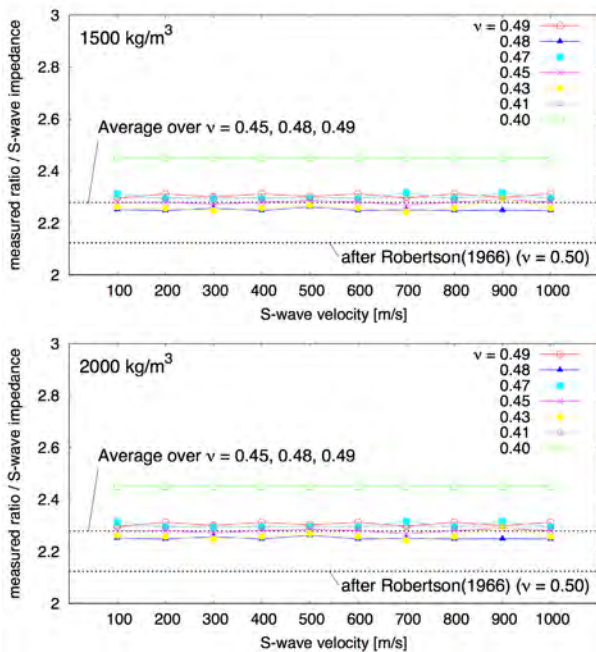 3
2.8
2.6
2.4
2.2
2
measured ratio / S-wave impedance
1500 kg/m³
ν = 0.49
0.48
0.47
0.45
0.43
0.41
0.40
Average over ν = 0.45, 0.48, 0.49
after Robertson(1966) (ν = 0.50)
100 200 300 400 500 600 700 800 900 1000
S-wave velocity [m/s]
3
2.8
2.6
2.4
2.2
2
measured ratio / S-wave impedance
2000 kg/m³
ν = 0.49
0.48
0.47
0.45
0.43
0.41
0.40
Average over ν = 0.45, 0.48, 0.49
after Robertson(1966) (ν = 0.50)
100 200 300 400 500 600 700 800 900 1000
S-wave velocity [m/s]